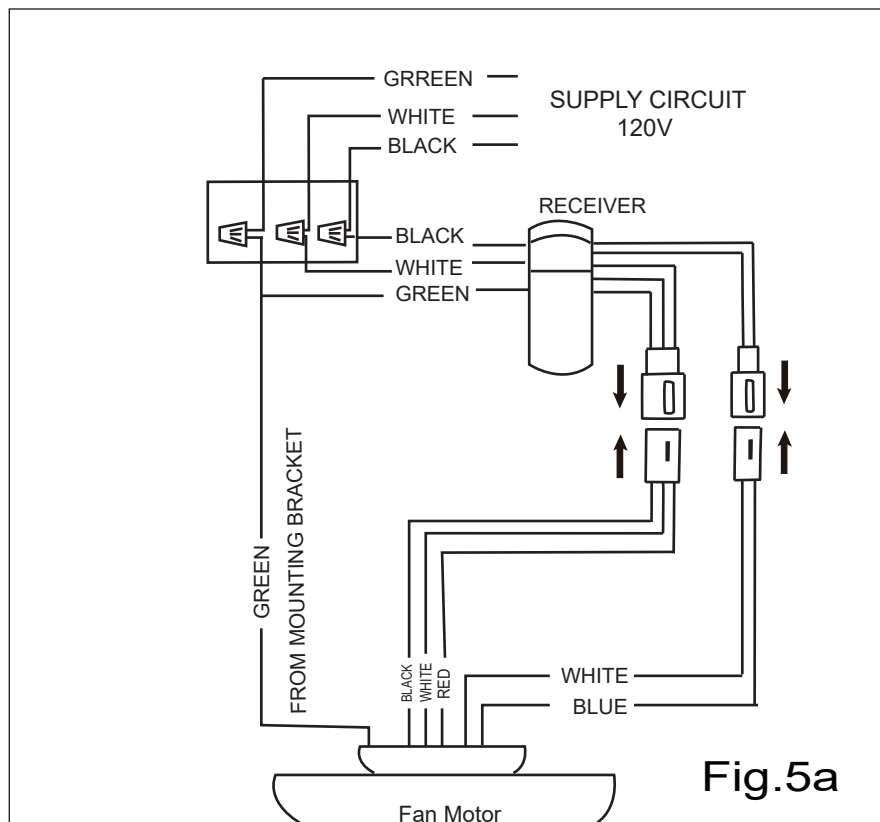 GRREEN
WHITE
BLACK
SUPPLY CIRCUIT
120V
RECEIVER
BLACK
WHITE
GREEN
GREEN
FROM MOUNTING BRACKET
BLACK
WHITE
RED
WHITE
BLUE
Fig.5a
Fan Motor